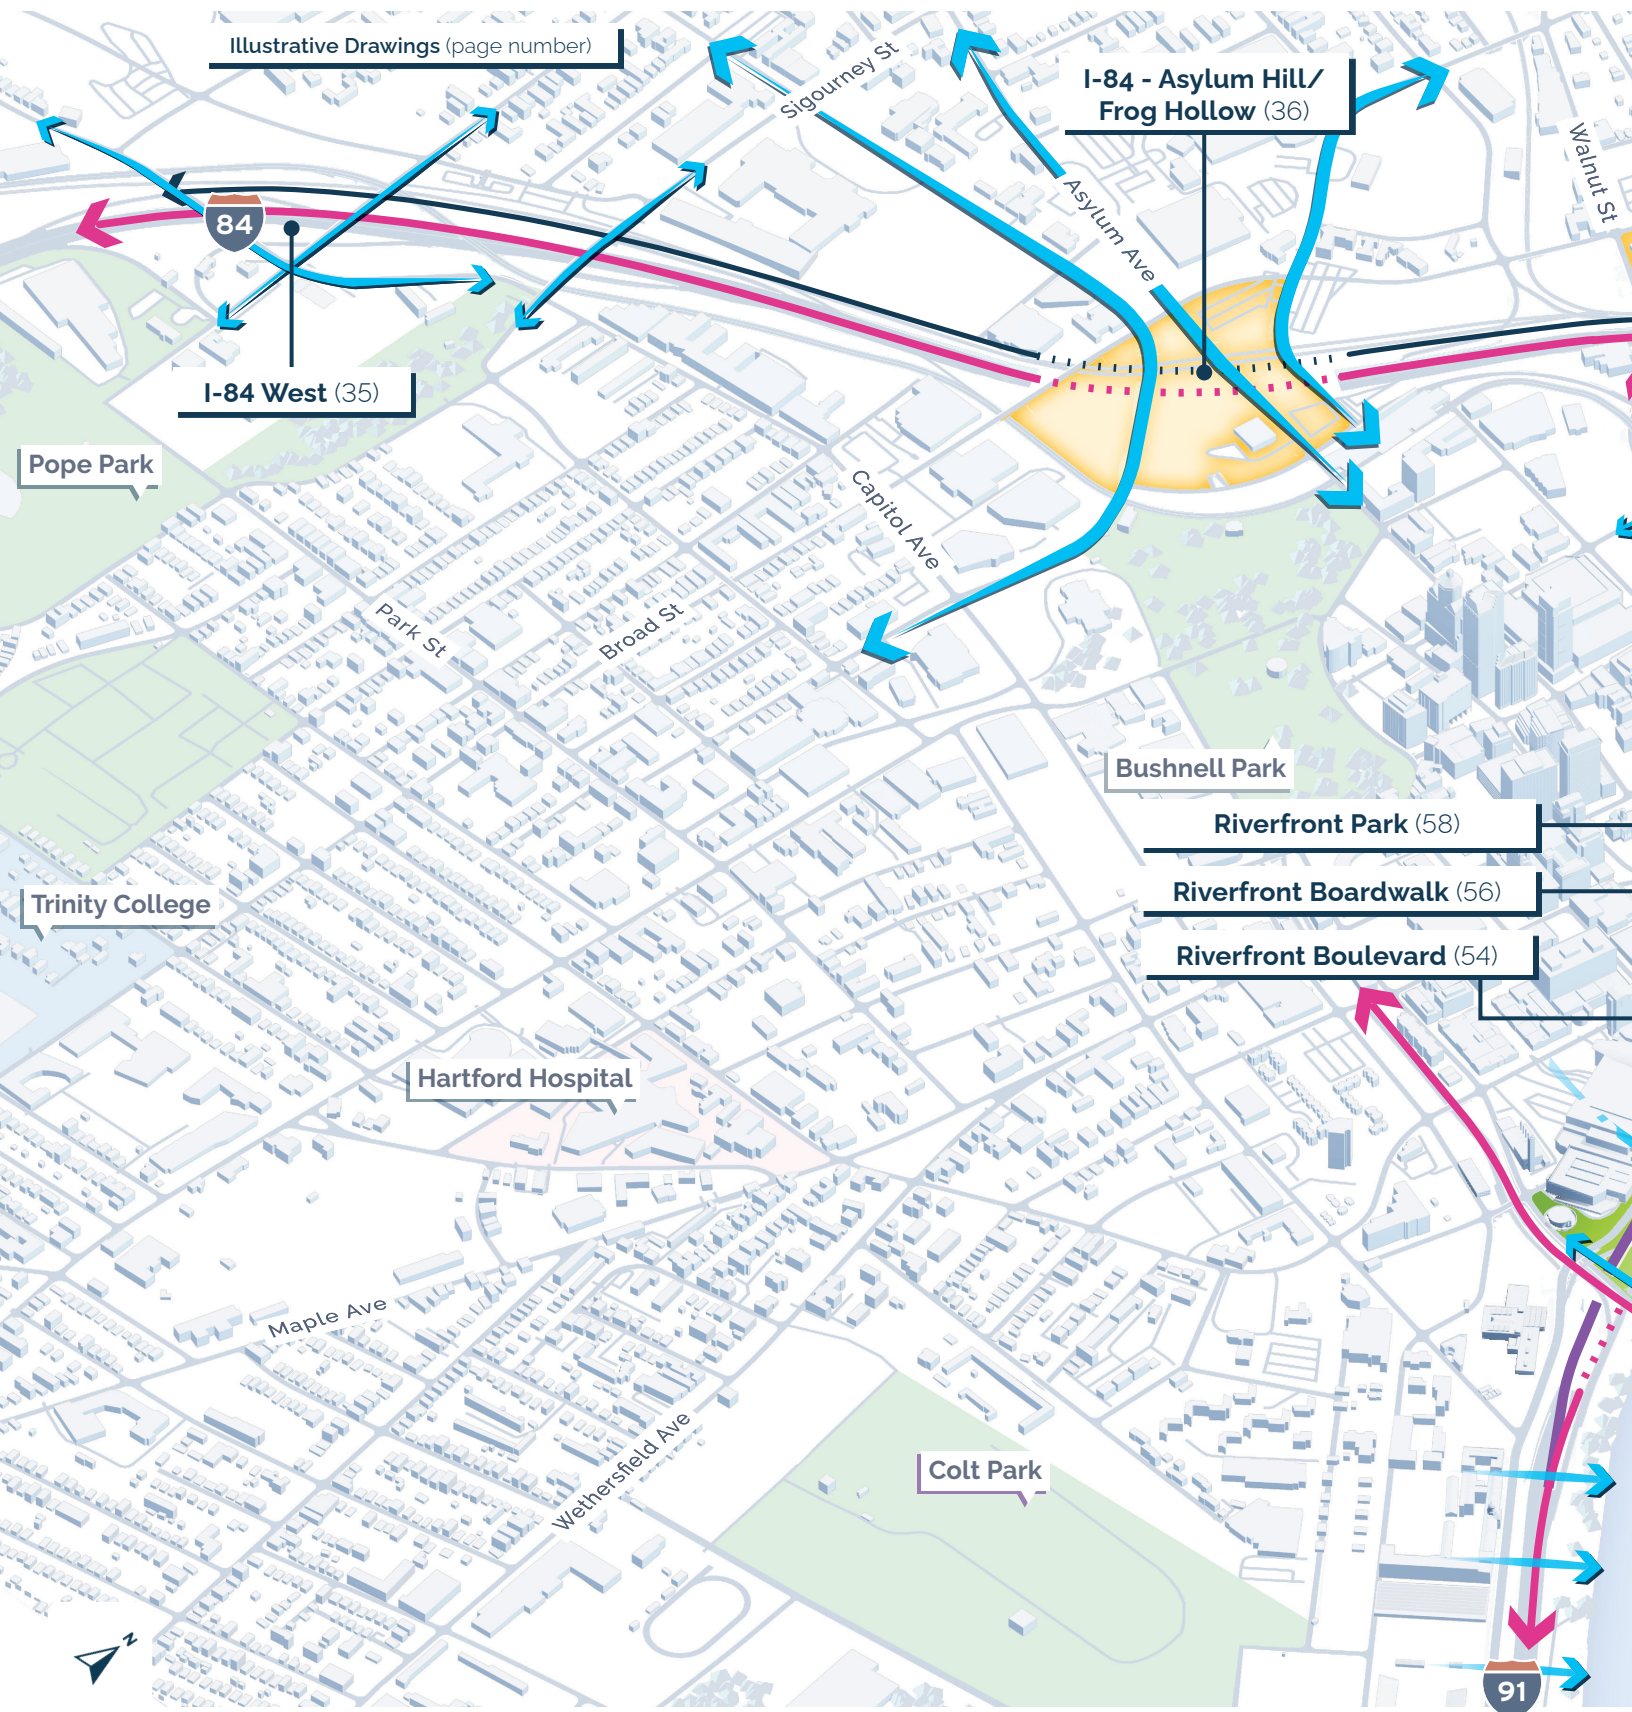 Illustrative Drawings (page number)
Sigourney St
I-84 - Asylum Hill/
Frog Hollow (36)
Walnut St
84
Asylum Ave
I-84 West (35)
Pope Park
Capitol Ave
Park St
Broad St
Bushnell Park
Riverfront Park (58)
Riverfront Boardwalk (56)
Trinity College
Riverfront Boulevard (54)
Hartford Hospital
Maple Ave
Wethersfield Ave
Colt Park
N
91